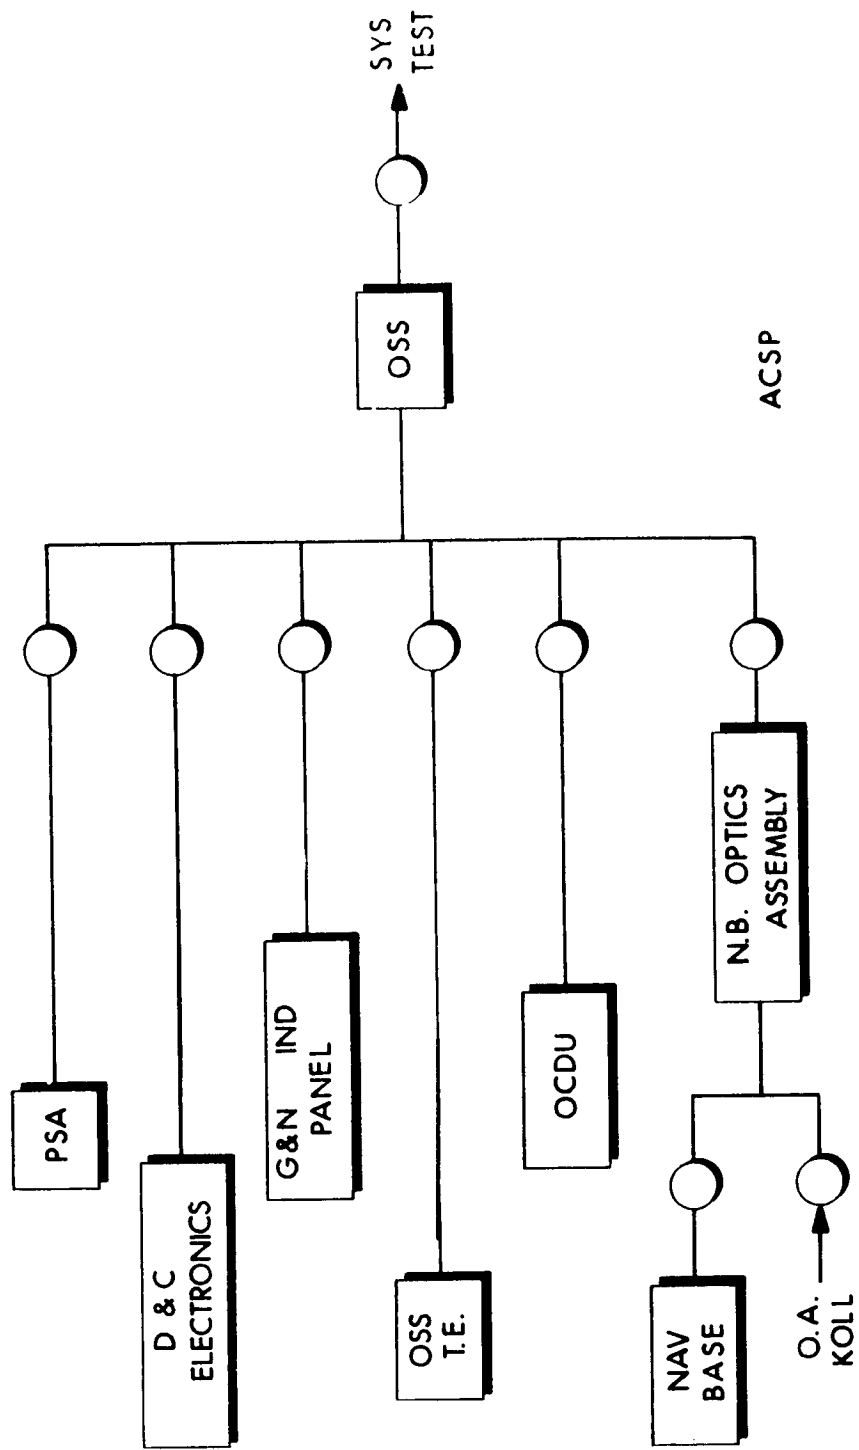 PSA
D & C
ELECTRONICS
G&N IND
PANEL
OSS
T.E.
OCDU
NAV
BASE
O.A.
KOLL
N.B. OPTICS
ASSEMBLY
OSS
SYS
TEST
ACSP